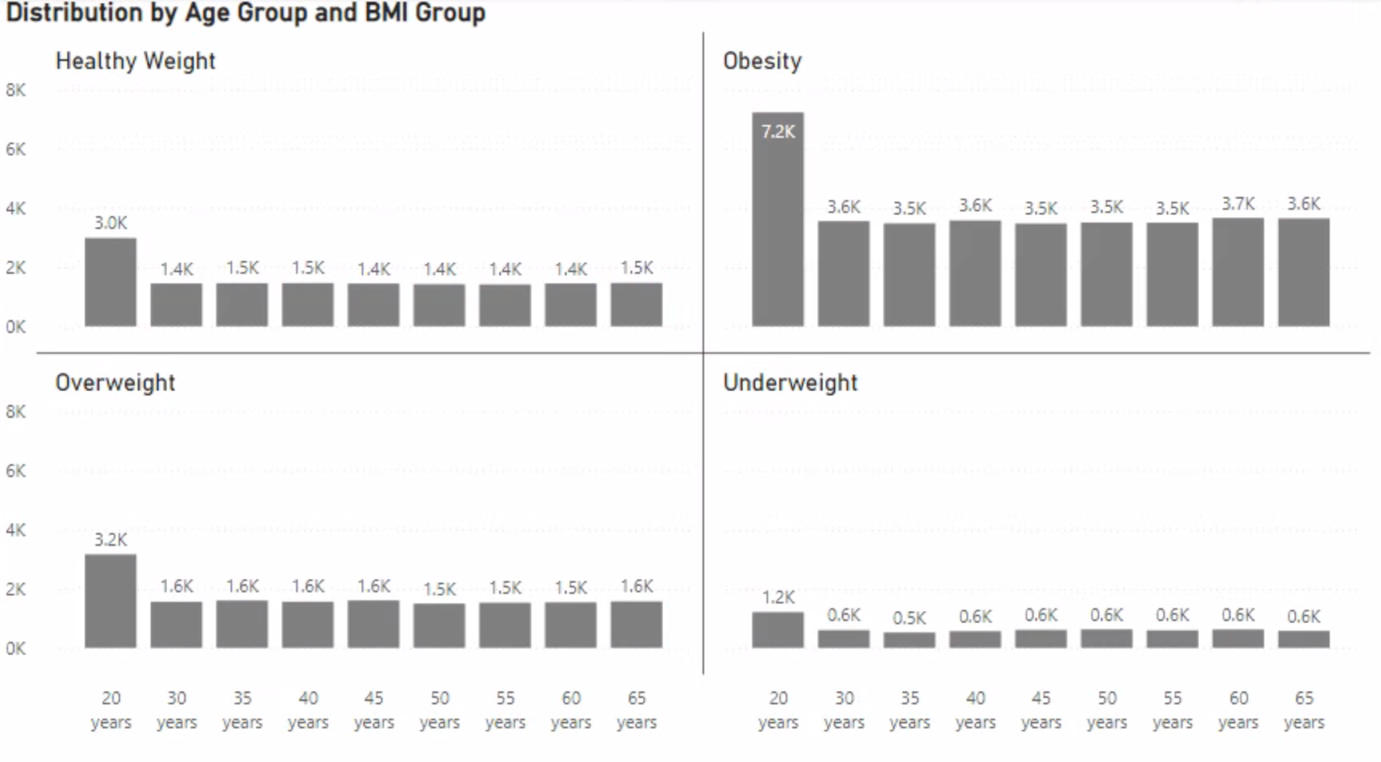 Distribution by Age Group and BMI Group
Healthy Weight
8K
6K
4K
2K
0K
3.0K
1.4K
1.5K
1.5K
1.4K
1.4K
1.4K
1.4K
1.5K
Obesity
7.2K
3.6K
3.5K
3.6K
3.5K
3.5K
3.5K
3.7K
3.6K
Overweight
8K
6K
4K
2K
0K
3.2K
1.6K
1.6K
1.6K
1.6K
1.5K
1.5K
1.5K
1.6K
Underweight
1.2K
0.6K
0.5K
0.6K
0.6K
0.6K
0.6K
0.6K
0.6K
20 30 35 40 45 50 55 60 65
years years years years years years years years years
20 30 35 40 45 50 55 60 65
years years years years years years years years years